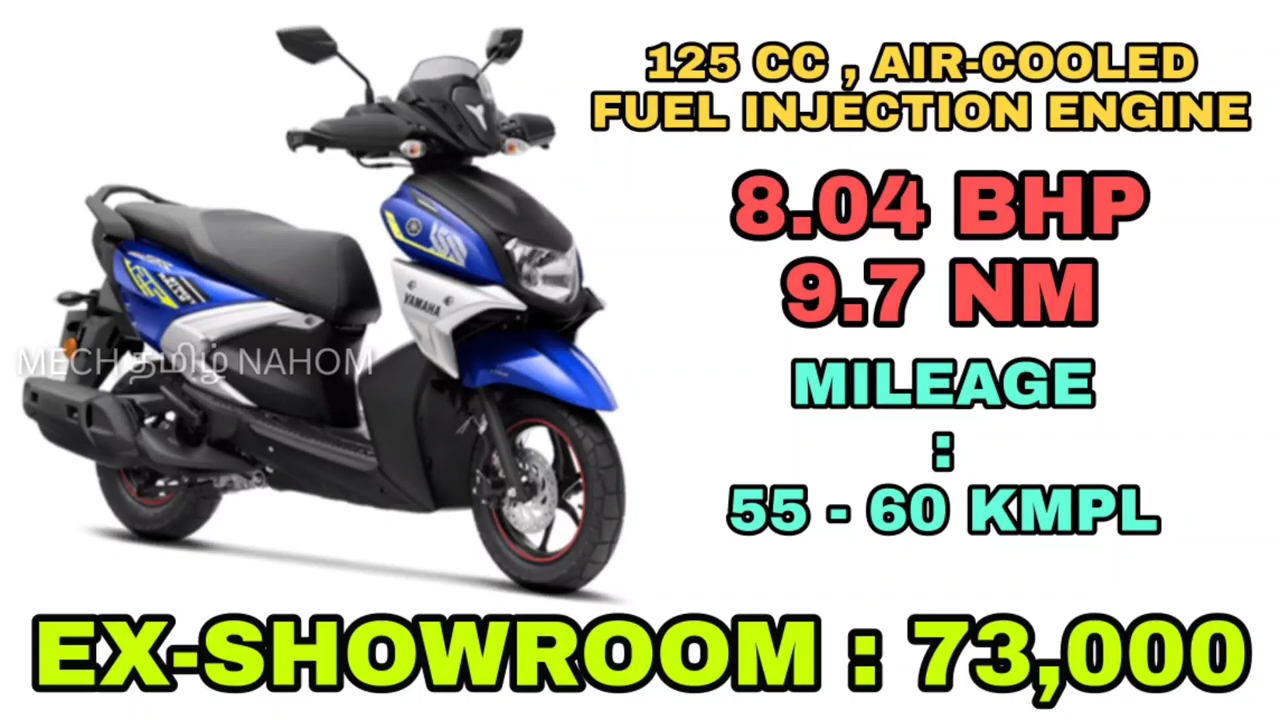 125 CC , AIR-COOLED
FUEL INJECTION ENGINE
8.04 BHP
9.7 NM
MILEAGE
:
55 - 60 KMPL
YAMAHA
MECH தமிழ் NAHOM
EX-SHOWROOM : 73,000